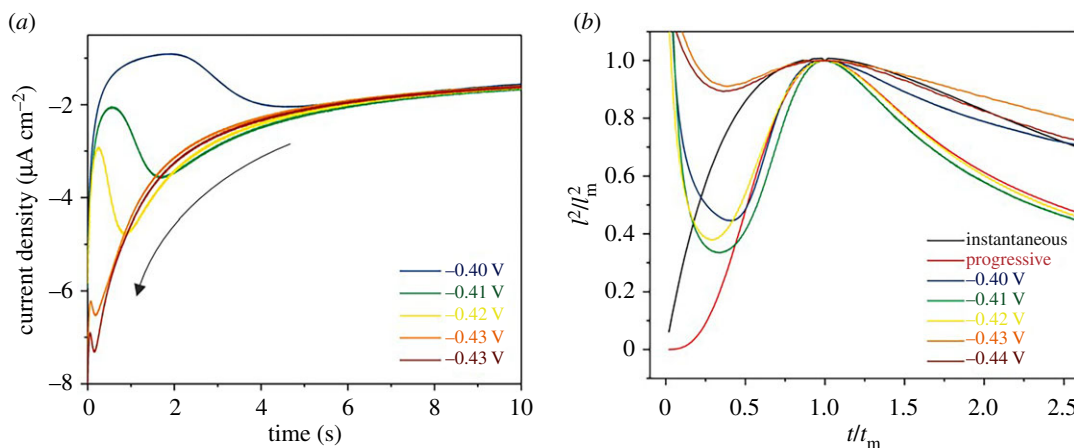 (a)
current density (µA cm−2)
−2
−4
−6
−8
0
2
4
6
8
10
time (s)
−0.40 V
−0.41 V
−0.42 V
−0.43 V
−0.43 V
(b)
I2/I2m
1.0
0.8
0.6
0.4
0.2
0
0
0.5
1.0
1.5
2.0
2.5
t/tm
instantaneous
progressive
−0.40 V
−0.41 V
−0.42 V
−0.43 V
−0.44 V